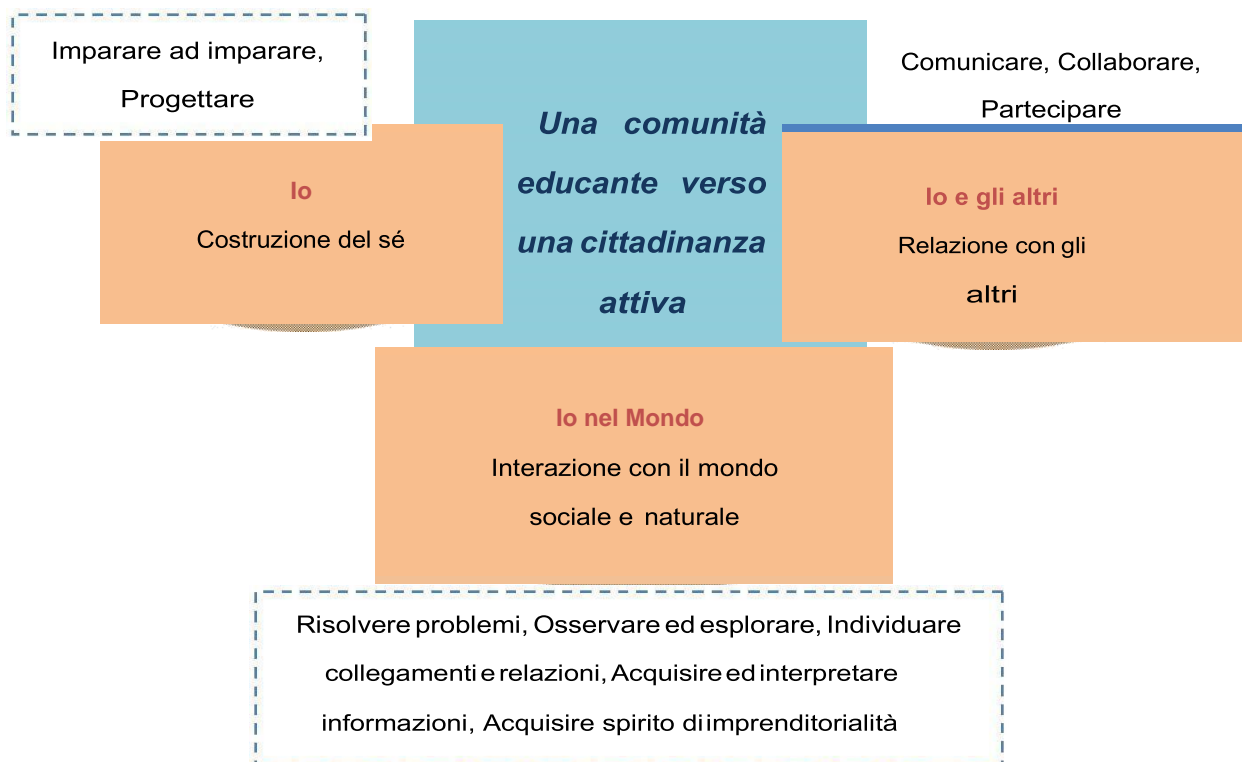 Imparare ad imparare,
Progettare
Io
Costruzione del sé
Una comunità
educante verso
una cittadinanza
attiva
Comunicare, Collaborare,
Partecipare
Io e gli altri
Relazione con gli
altri
Io nel Mondo
Interazione con il mondo
sociale e naturale
Risolvere problemi, Osservare ed esplorare, Individuare
collegamenti e relazioni, Acquisire ed interpretare
informazioni, Acquisire spirito di imprenditorialità